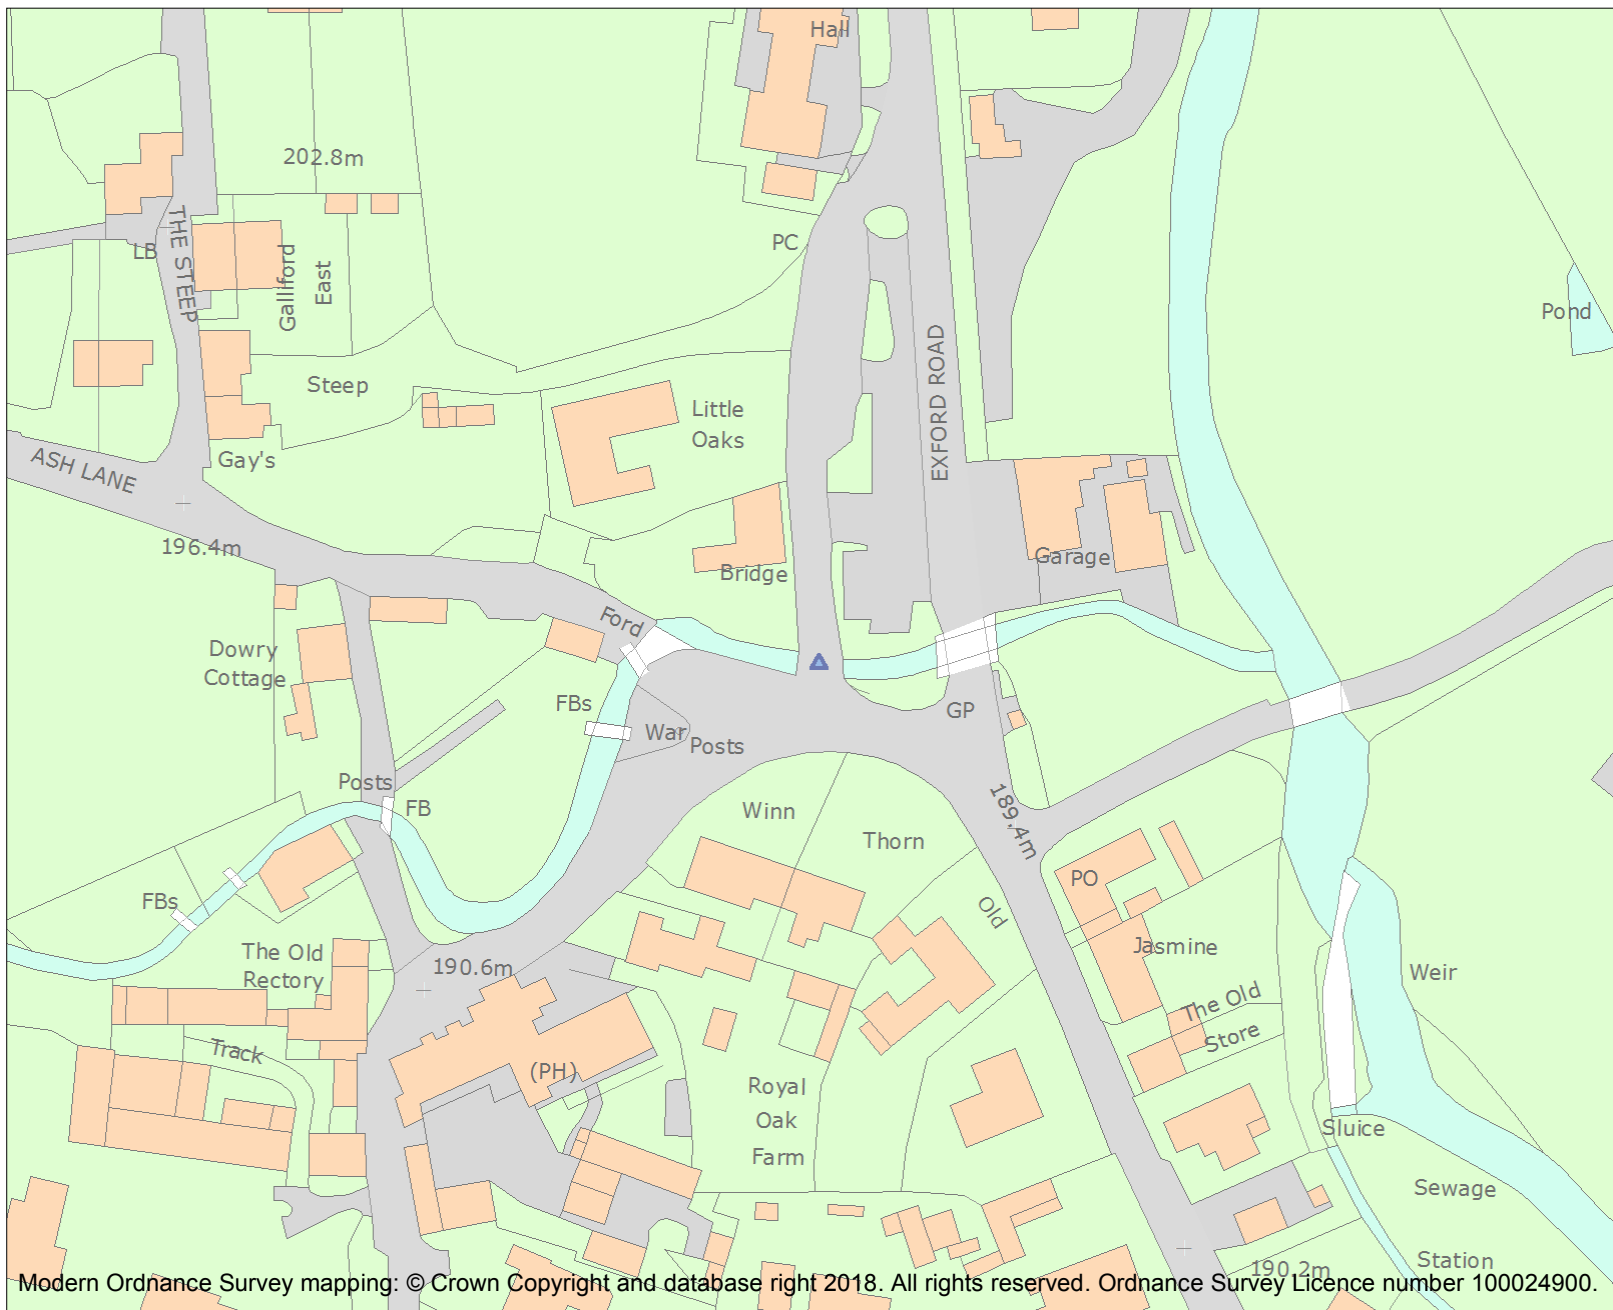 Hall
202.8m
THE STEEP
LB
Galliford
East
PC
Pond
EXFORD ROAD
Steep
Little
Oaks
Gay's
ASH LANE
196.4m
Bridge
Garage
Ford
Dowry
Cottage
FBs
War
Posts
GP
Posts
FB
189.4m
Winn
Thorn
PO
FBs
Old
The Old
Rectory
190.6m
Jasmine
Weir
The Old
Store
Track
(PH)
Royal
Oak
Farm
Sluice
Sewage
Station
190.2m
Modern Ordnance Survey mapping: © Crown Copyright and database right 2018. All rights reserved. Ordnance Survey Licence number 100024900.